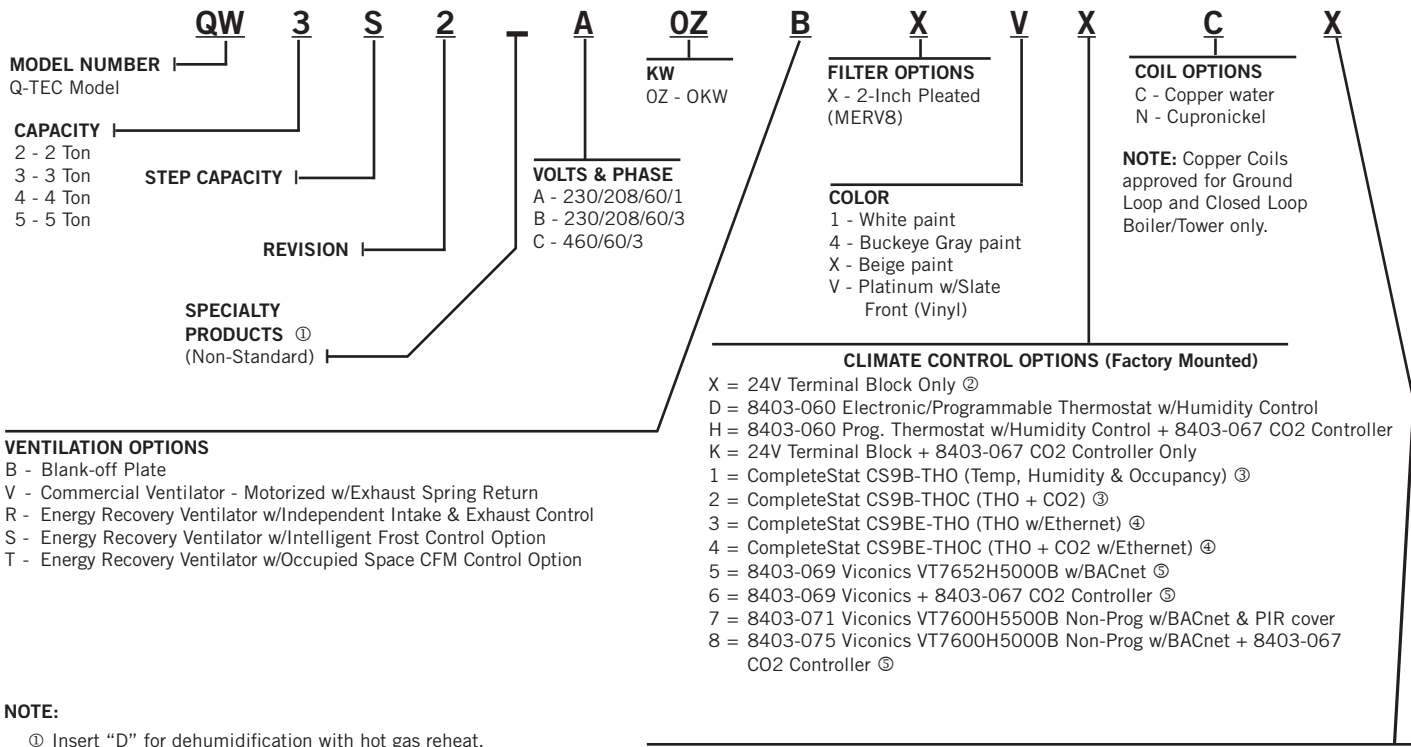 QW 3 S 2 – A 0Z B X V X C X
MODEL NUMBER
Q-TEC Model
CAPACITY
2 - 2 Ton
3 - 3 Ton
4 - 4 Ton
5 - 5 Ton
STEP CAPACITY
REVISION
SPECIALTY
PRODUCTS ①
(Non-Standard)
VOLTS & PHASE
A - 230/208/60/1
B - 230/208/60/3
C - 460/60/3
KW
0Z - OKW
FILTER OPTIONS
X - 2-Inch Pleated
(MERV8)
COLOR
1 - White paint
4 - Buckeye Gray paint
X - Beige paint
V - Platinum w/Slate
Front (Vinyl)
COIL OPTIONS
C - Copper water
N - Cupronickel
NOTE: Copper Coils
approved for Ground
Loop and Closed Loop
Boiler/Tower only.
VENTILATION OPTIONS
B - Blank-off Plate
V - Commercial Ventilator - Motorized w/Exhaust Spring Return
R - Energy Recovery Ventilator w/Independent Intake & Exhaust Control
S - Energy Recovery Ventilator w/Intelligent Frost Control Option
T - Energy Recovery Ventilator w/Occupied Space CFM Control Option
CLIMATE CONTROL OPTIONS (Factory Mounted)
X = 24V Terminal Block Only ②
D = 8403-060 Electronic/Programmable Thermostat w/Humidity Control
H = 8403-060 Prog. Thermostat w/Humidity Control + 8403-067 CO2 Controller
K = 24V Terminal Block + 8403-067 CO2 Controller Only
1 = CompleteStat CS9B-THO (Temp, Humidity & Occupancy) ③
2 = CompleteStat CS9B-THOC (THO + CO2) ③
3 = CompleteStat CS9BE-THO (THO w/Ethernet) ④
4 = CompleteStat CS9BE-THOC (THO + CO2 w/Ethernet) ④
5 = 8403-069 Viconics VT7652H5000B w/BACnet ⑤
6 = 8403-069 Viconics + 8403-067 CO2 Controller ⑤
7 = 8403-071 Viconics VT7600H5500B Non-Prog w/BACnet & PIR cover
8 = 8403-075 Viconics VT7600H5000B Non-Prog w/BACnet + 8403-067
CO2 Controller ⑤
NOTE:
① Insert “D” for dehumidification with hot gas reheat.